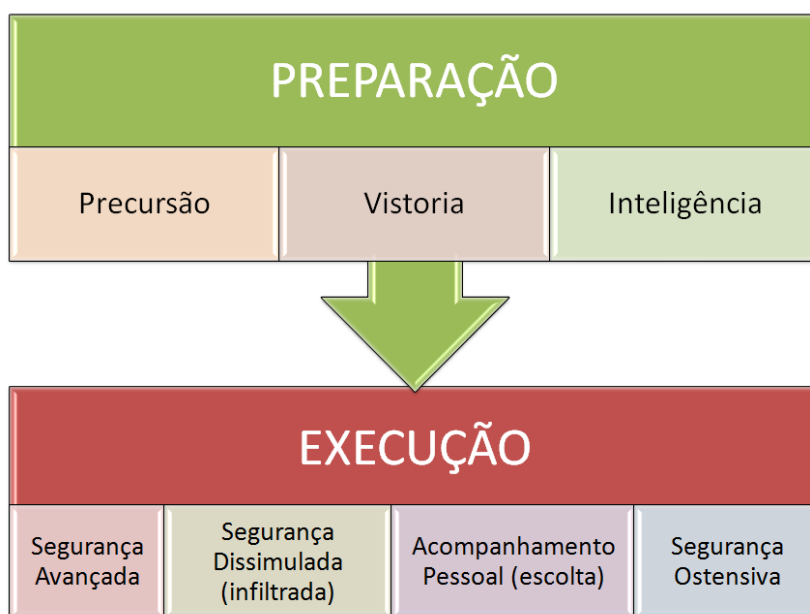 PREPARAÇÃO
Precursão
Vistoria
Inteligência
EXECUÇÃO
Segurança
Avançada
Segurança
Dissimulada
(infiltrada)
Acompanhamento
Pessoal (escolta)
Segurança
Ostensiva